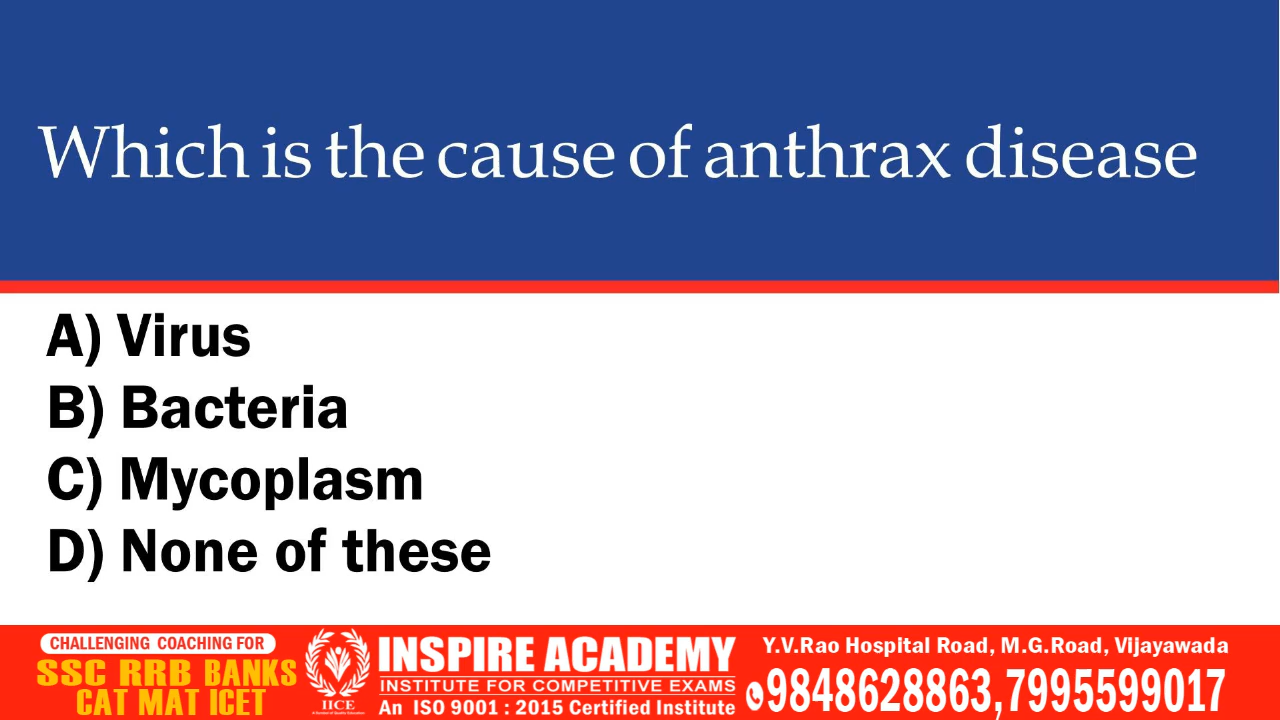 Which is the cause of anthrax disease
A) Virus
B) Bacteria
C) Mycoplasm
D) None of these
CHALLENGING COACHING FOR
SSC RRB BANKS
CAT MAT ICET
IICE
INSPIRE ACADEMY
INSTITUTE FOR COMPETITIVE EXAMS
An ISO 9001 : 2015 Certified Institute
Y.V.Rao Hospital Road, M.G.Road, Vijayawada
9848628863,7995599017